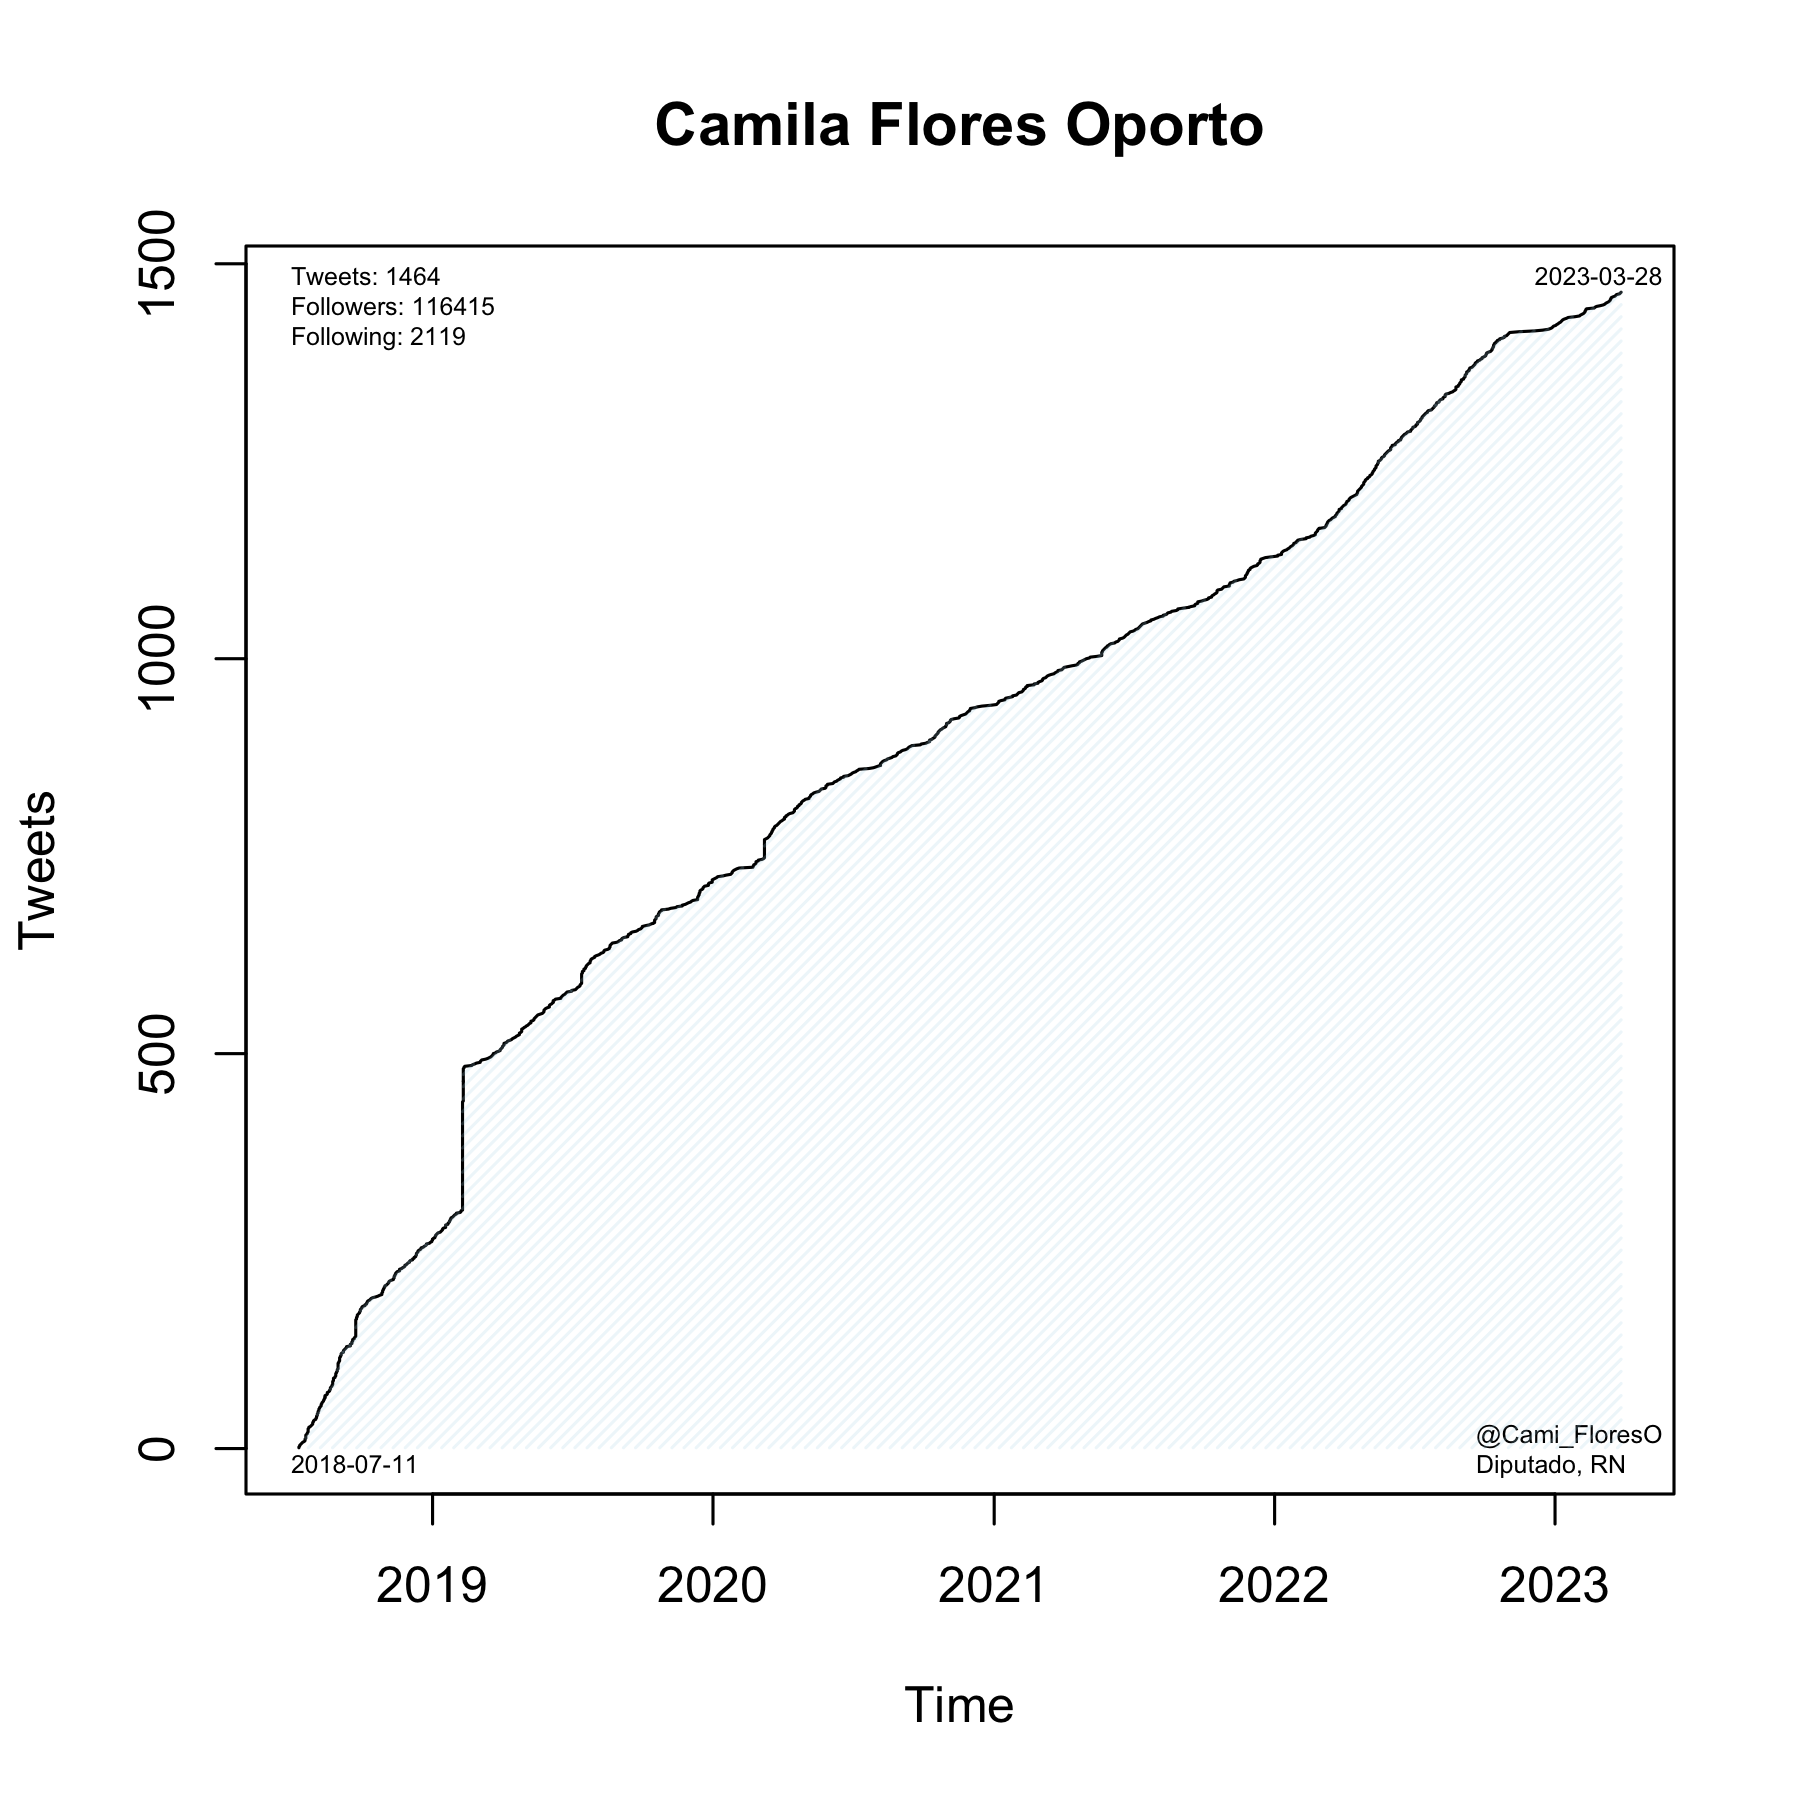 Camila Flores Oporto
Tweets: 1464
Followers: 116415
Following: 2119
2023-03-28
1500
1000
500
0
Tweets
2018-07-11
@Cami_FloresO
Diputado, RN
2019 2020 2021 2022 2023
Time